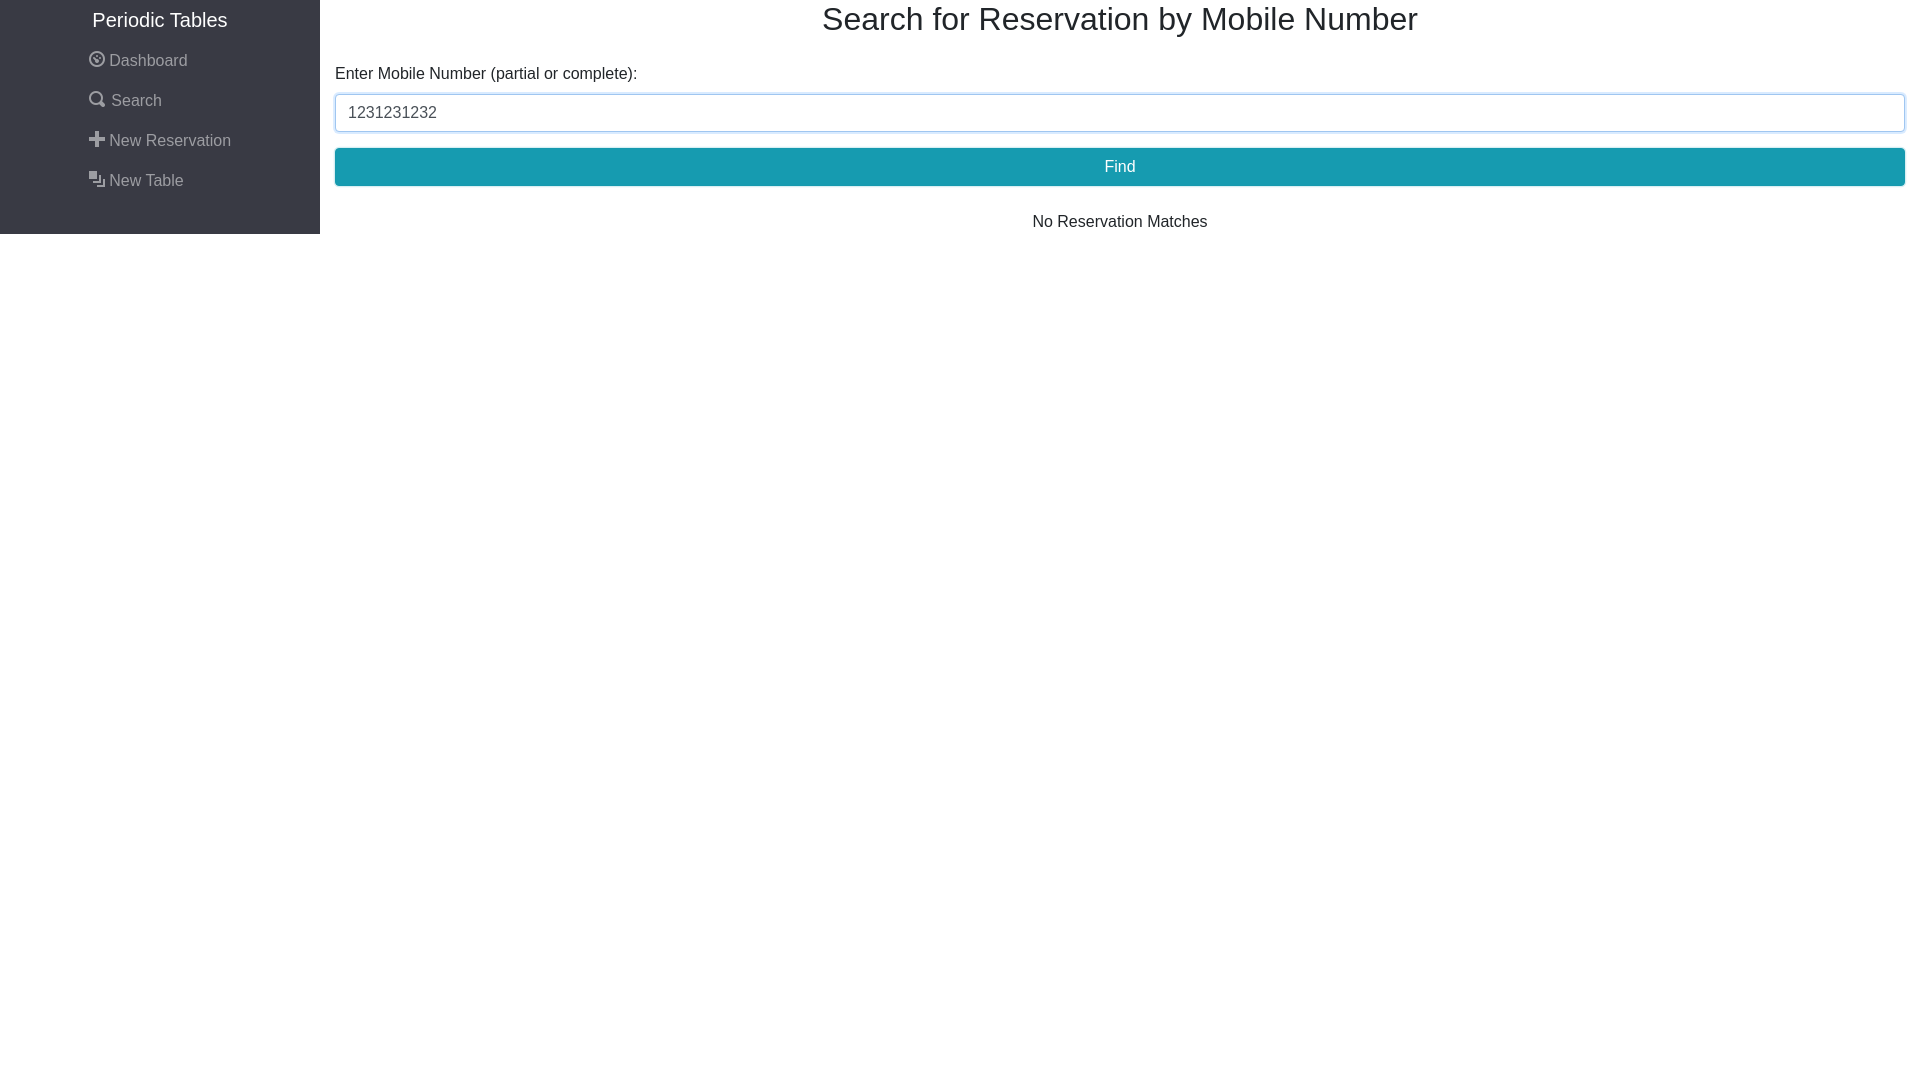 Periodic Tables
Dashboard
Search
New Reservation
New Table
Search for Reservation by Mobile Number
Enter Mobile Number (partial or complete):
1231231232
Find
No Reservation Matches